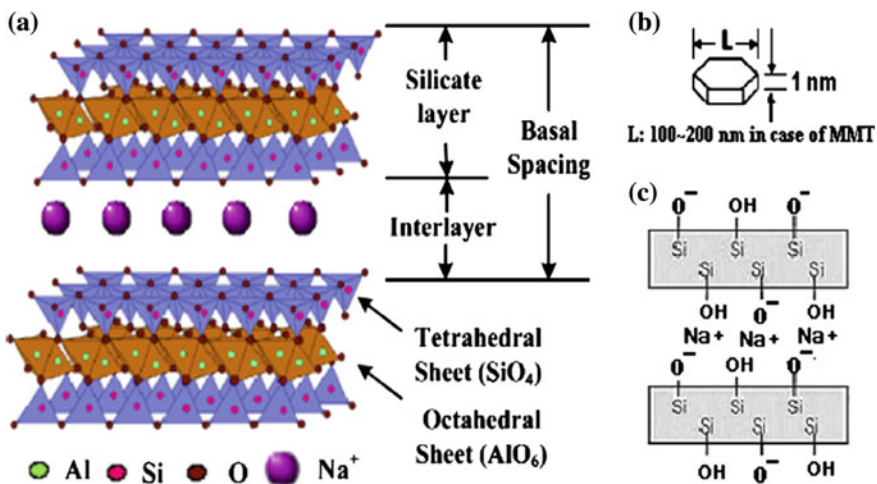 (a)
Silicate
layer
Basal
Spacing
Interlayer
Tetrahedral
Sheet (SiO₄)
Octahedral
Sheet (AlO₆)
Al Si O Na⁺
(b)
L
1 nm
L: 100~200 nm in case of MMT
(c)
O⁻ OH O⁻
Si Si Si
Si Si Si
OH O⁻ OH
Na+ Na+ Na+
O⁻ OH O⁻
Si Si Si
Si Si Si
OH O⁻ OH